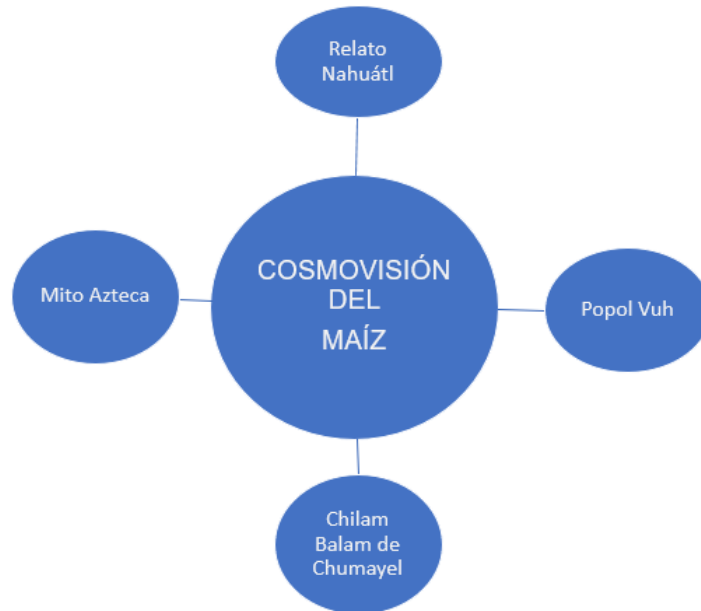 Relato
Nahuátl
COSMOVISIÓN
DEL
MAÍZ
Mito Azteca
Popol Vuh
Chilam
Balam de
Chumayel